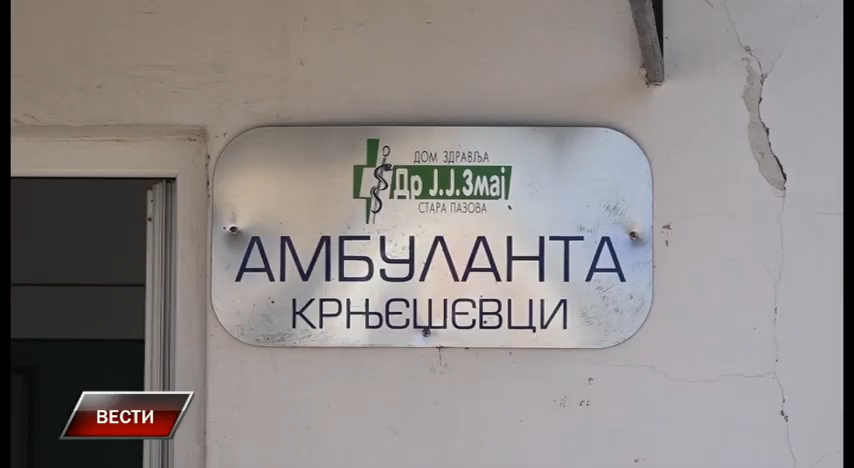 ДОМ ЗДРАВЉА
Др Ј.Ј.Змај
СТАРА ПАЗОВА
АМБУЛАНТА
КРЊЕШЕВЦИ
ВЕСТИ